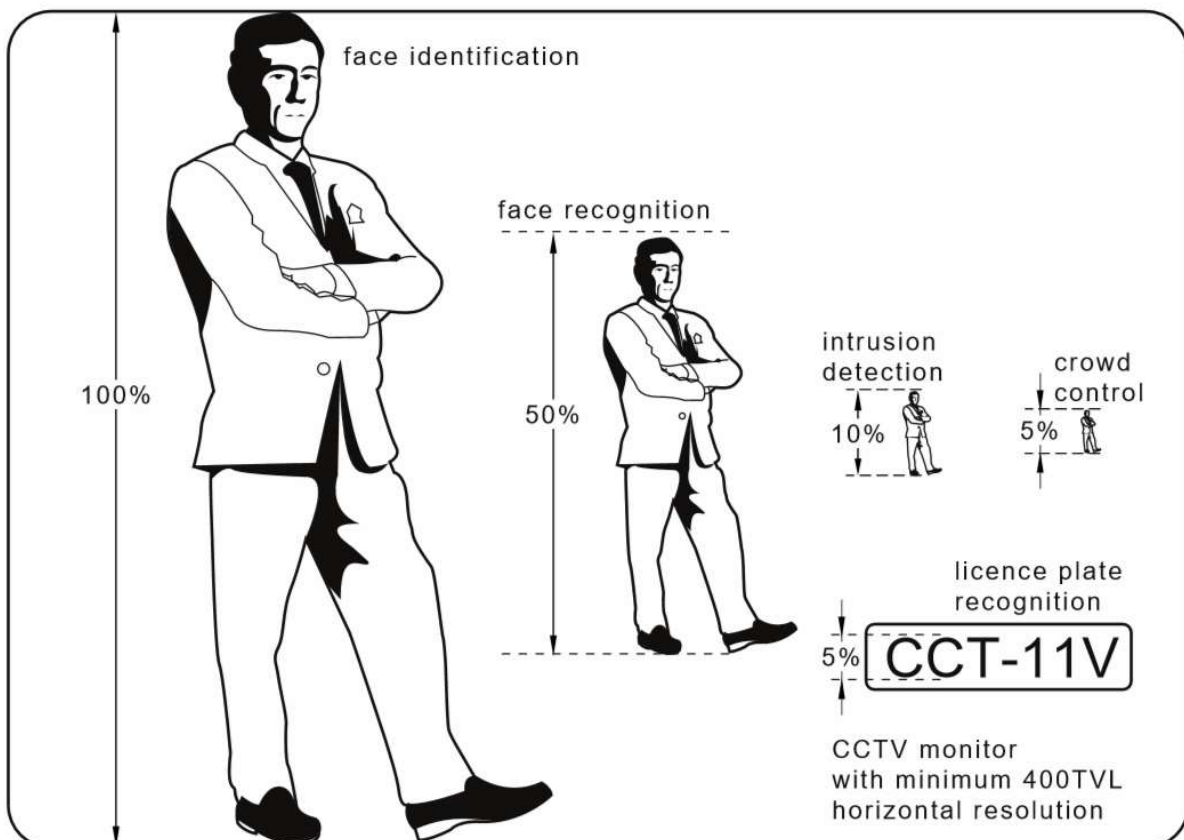 face identification
100%
face recognition
50%
intrusion
detection
10%
crowd
control
5%
licence plate
recognition
5%
CCT-11V
CCTV monitor
with minimum 400TVL
horizontal resolution